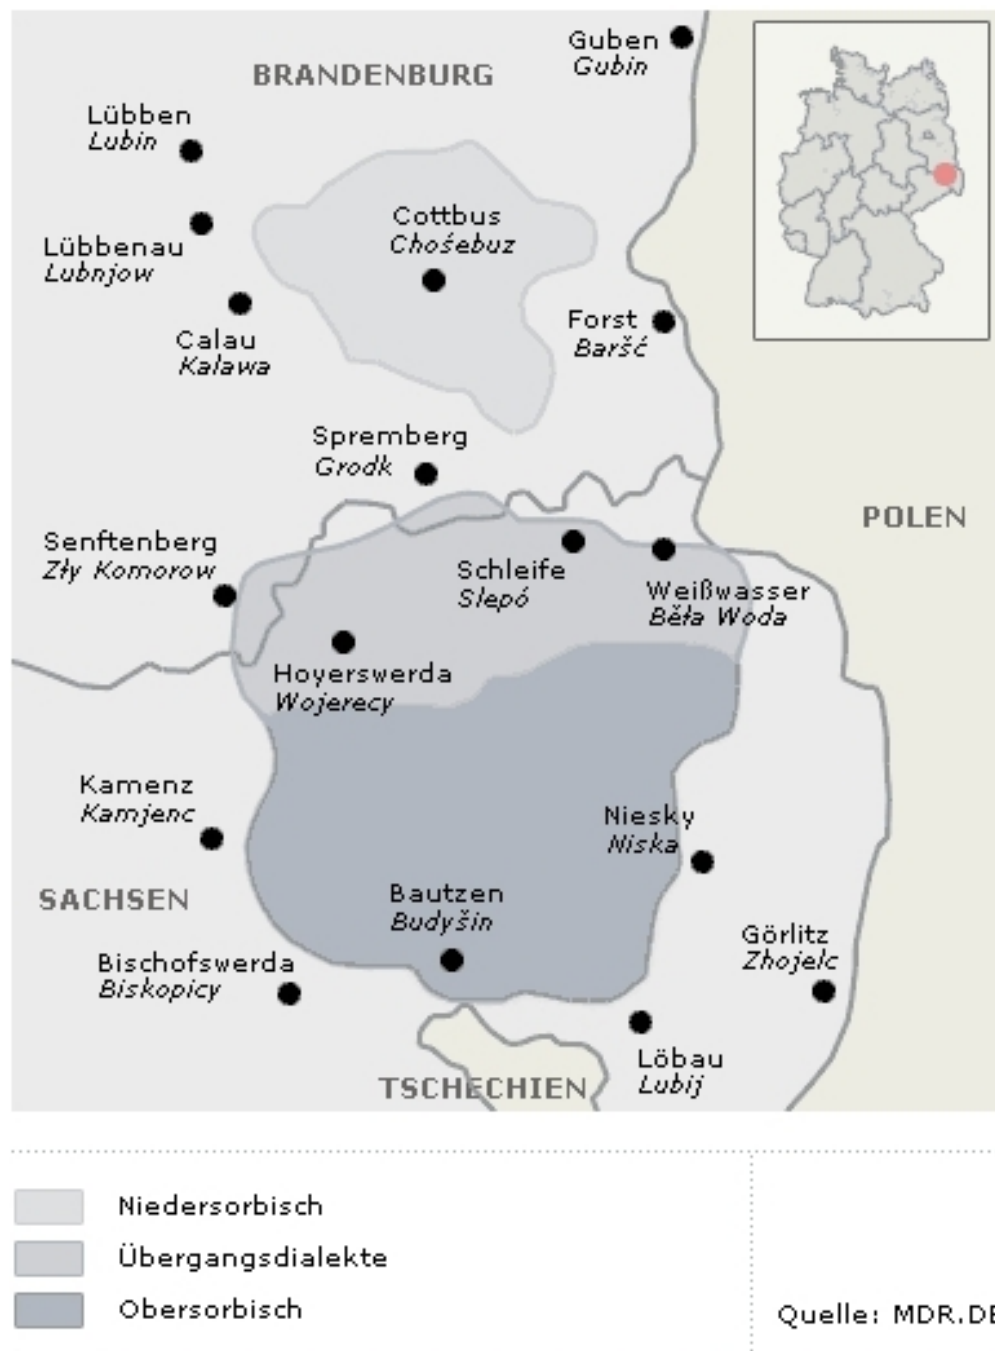 Guben
Gubin
BRANDENBURG
Lübben
Lubin
Cottbus
Chośebuz
Lübbenau
Lubnjow
Forst
Baršć
Calau
Kalawa
Spremberg
Grodk
POLEN
Senftenberg
Zły Komorow
Schleife
Slepó
Weißwasser
Běła Woda
Hoyerswerda
Wojerecy
Kamenz
Kamjenc
Niesky
Niska
SACHSEN
Bautzen
Budyšin
Görlitz
Zhojelc
Bischofswerda
Biskopicy
Löbau
Lubij
TSCHECHIEN
Niedersorbisch
Übergangsdialekte
Obersorbisch
Quelle: MDR.DE